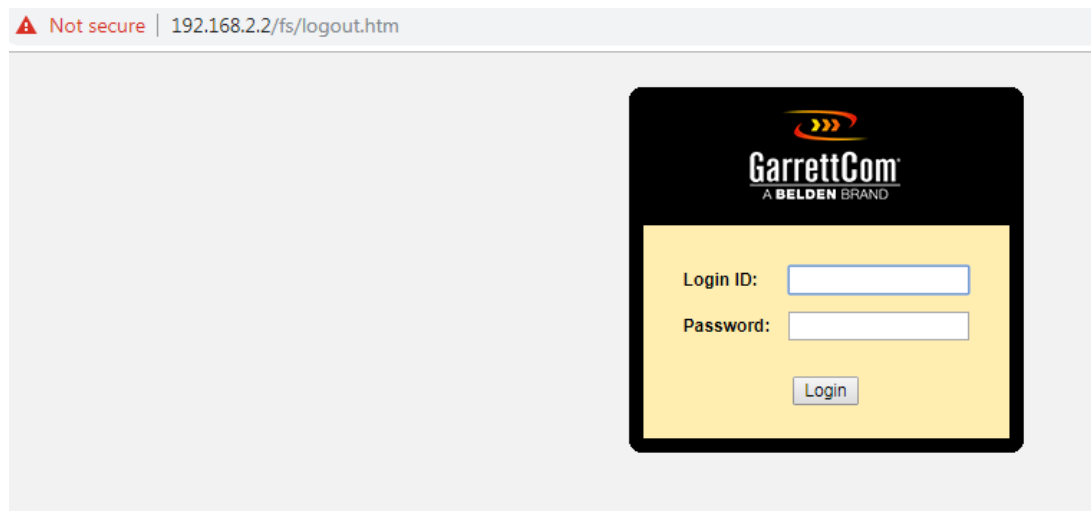 Not secure | 192.168.2.2/fs/logout.htm
GarrettCom®
A BELDEN BRAND
Login ID:
Password:
Login